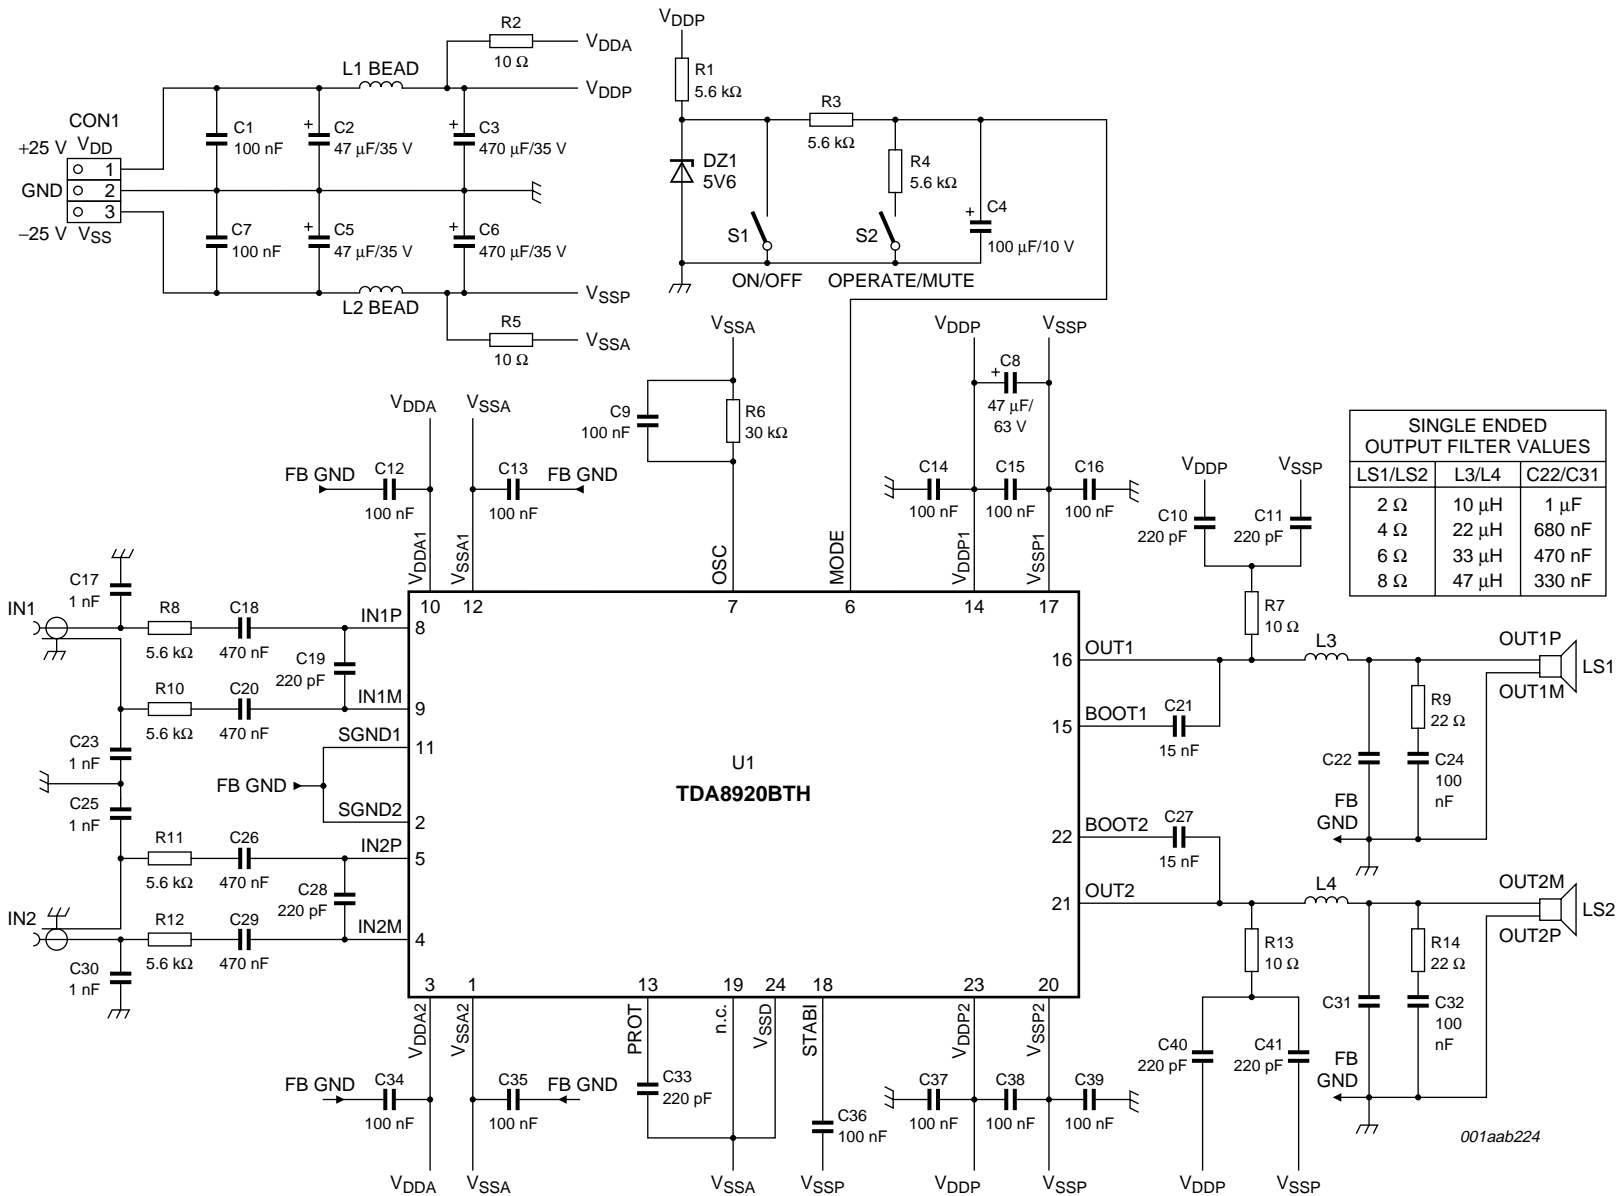 R2
10 Ω
VDDA
L1 BEAD
VDDP
CON1
VDD
+25 V
1
GND
2
3
−25 V
VSS
C1
100 nF
+
C2
47 μF/35 V
+
C3
470 μF/35 V
C7
100 nF
+
C5
47 μF/35 V
+
C6
470 μF/35 V
L2 BEAD
VSSP
R5
10 Ω
VSSA
VDDP
R1
5.6 kΩ
R3
5.6 kΩ
DZ1
5V6
R4
5.6 kΩ
+
C4
100 μF/10 V
S1
S2
ON/OFF
OPERATE/MUTE
VSSA
C9
100 nF
R6
30 kΩ
VDDP
VSSP
C8
+
47 μF/
63 V
C14
100 nF
C15
100 nF
C16
100 nF
VDDA
VSSA
FB GND
C12
100 nF
C13
100 nF
FB GND
VDDP
VSSP
C10
220 pF
C11
220 pF
R7
10 Ω
SINGLE ENDED
OUTPUT FILTER VALUES
LS1/LS2 L3/L4 C22/C31
2 Ω 10 μH 1 μF
4 Ω 22 μH 680 nF
6 Ω 33 μH 470 nF
8 Ω 47 μH 330 nF
VDDA1
VSSA1
OSC
MODE
VDDP1
VSSP1
10
12
7
6
14
17
C17
1 nF
IN1
R8
5.6 kΩ
C18
470 nF
IN1P
8
C19
220 pF
R10
5.6 kΩ
C20
470 nF
IN1M
9
C23
1 nF
SGND1
11
FB GND
SGND2
2
C25
1 nF
R11
5.6 kΩ
C26
470 nF
IN2P
5
C28
220 pF
IN2
R12
5.6 kΩ
C29
470 nF
IN2M
4
C30
1 nF
U1
TDA8920BTH
16
OUT1
L3
OUT1P
LS1
OUT1M
15
BOOT1
C21
15 nF
R9
22 Ω
C22
C24
100
nF
FB
GND
22
BOOT2
C27
15 nF
21
OUT2
L4
OUT2M
LS2
OUT2P
R13
10 Ω
R14
22 Ω
C31
C32
100
nF
FB
GND
C40
220 pF
C41
220 pF
VDDP
VSSP
3
1
13
19
24
18
23
20
VDDA2
VSSA2
PROT
n.c.
VSSD
STABI
VDDP2
VSSP2
FB GND
C34
100 nF
C35
100 nF
FB GND
C33
220 pF
C36
100 nF
C37
100 nF
C38
100 nF
C39
100 nF
VDDA
VSSA
VSSA
VSSP
VDDP
VSSP
001aab224